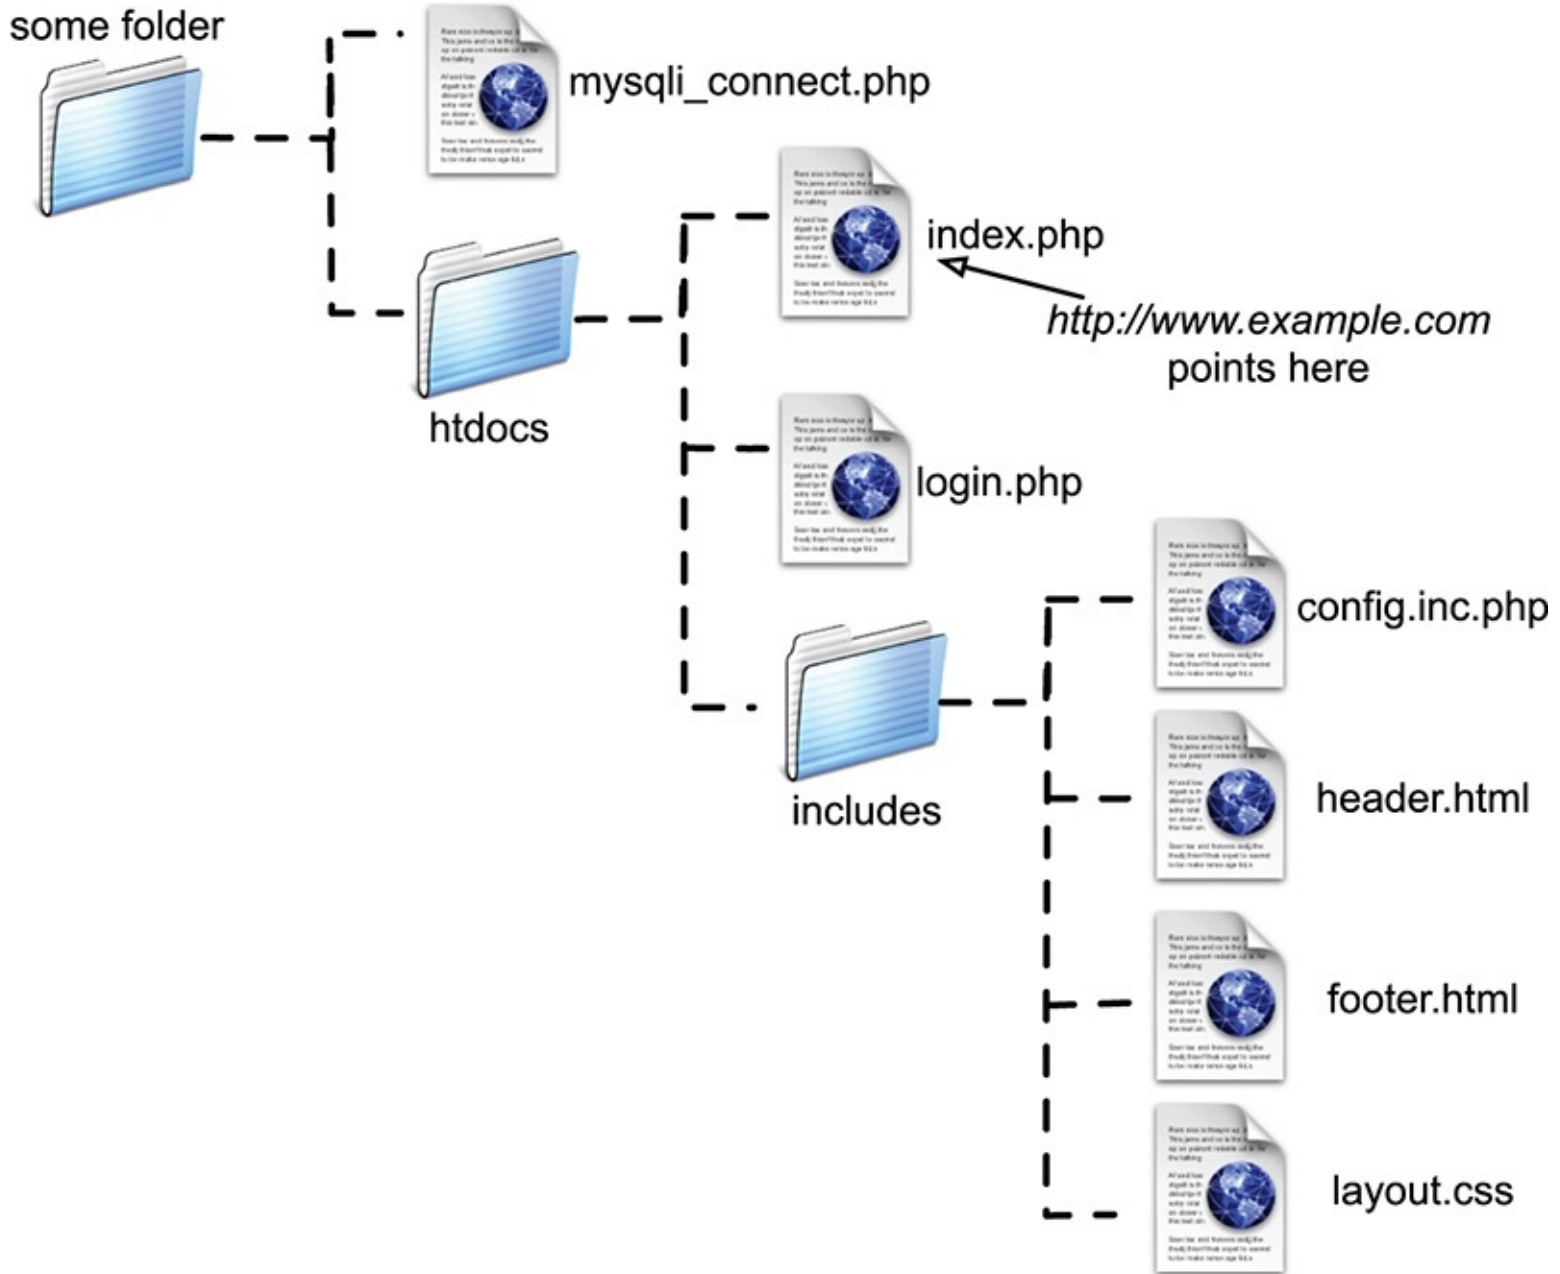 some folder
mysqli_connect.php
index.php
http://www.example.com
points here
htdocs
login.php
config.inc.php
includes
header.html
footer.html
layout.css